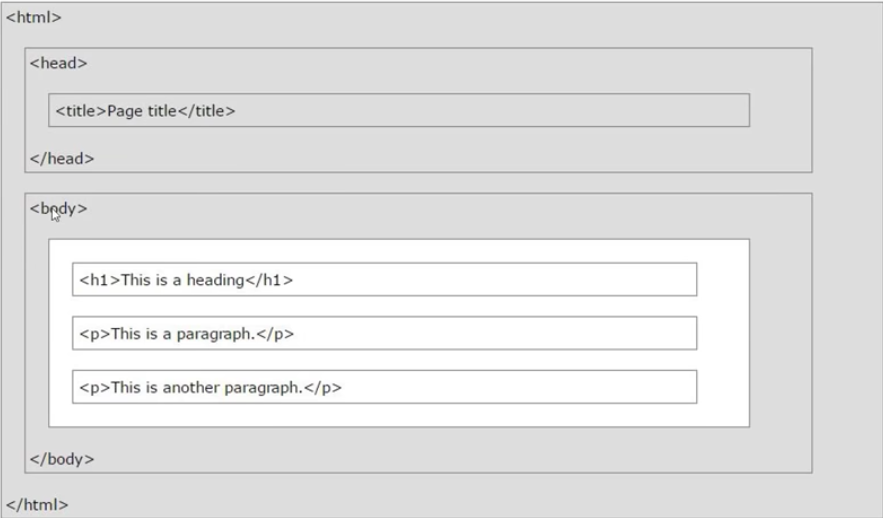 <html>
<head>
<title>Page title</title>
</head>
<body>
<h1>This is a heading</h1>
<p>This is a paragraph.</p>
<p>This is another paragraph.</p>
</body>
</html>